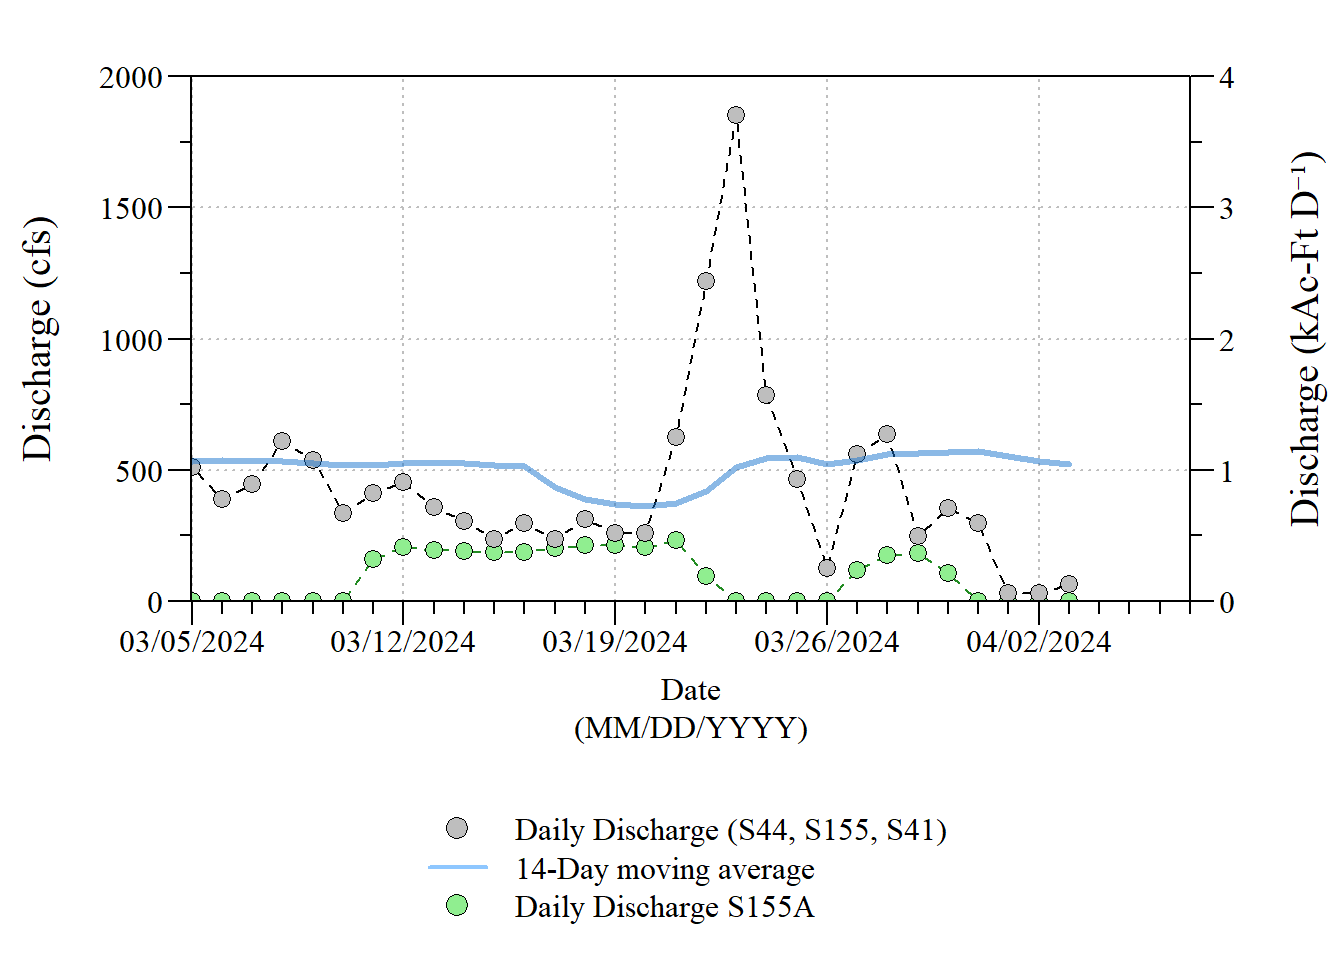 2000
1500
1000
500
0
Discharge (cfs)
4
3
2
1
0
Discharge (kAc-Ft D⁻¹)
03/05/2024
03/12/2024
03/19/2024
03/26/2024
04/02/2024
Date
(MM/DD/YYYY)
Daily Discharge (S44, S155, S41)
14-Day moving average
Daily Discharge S155A